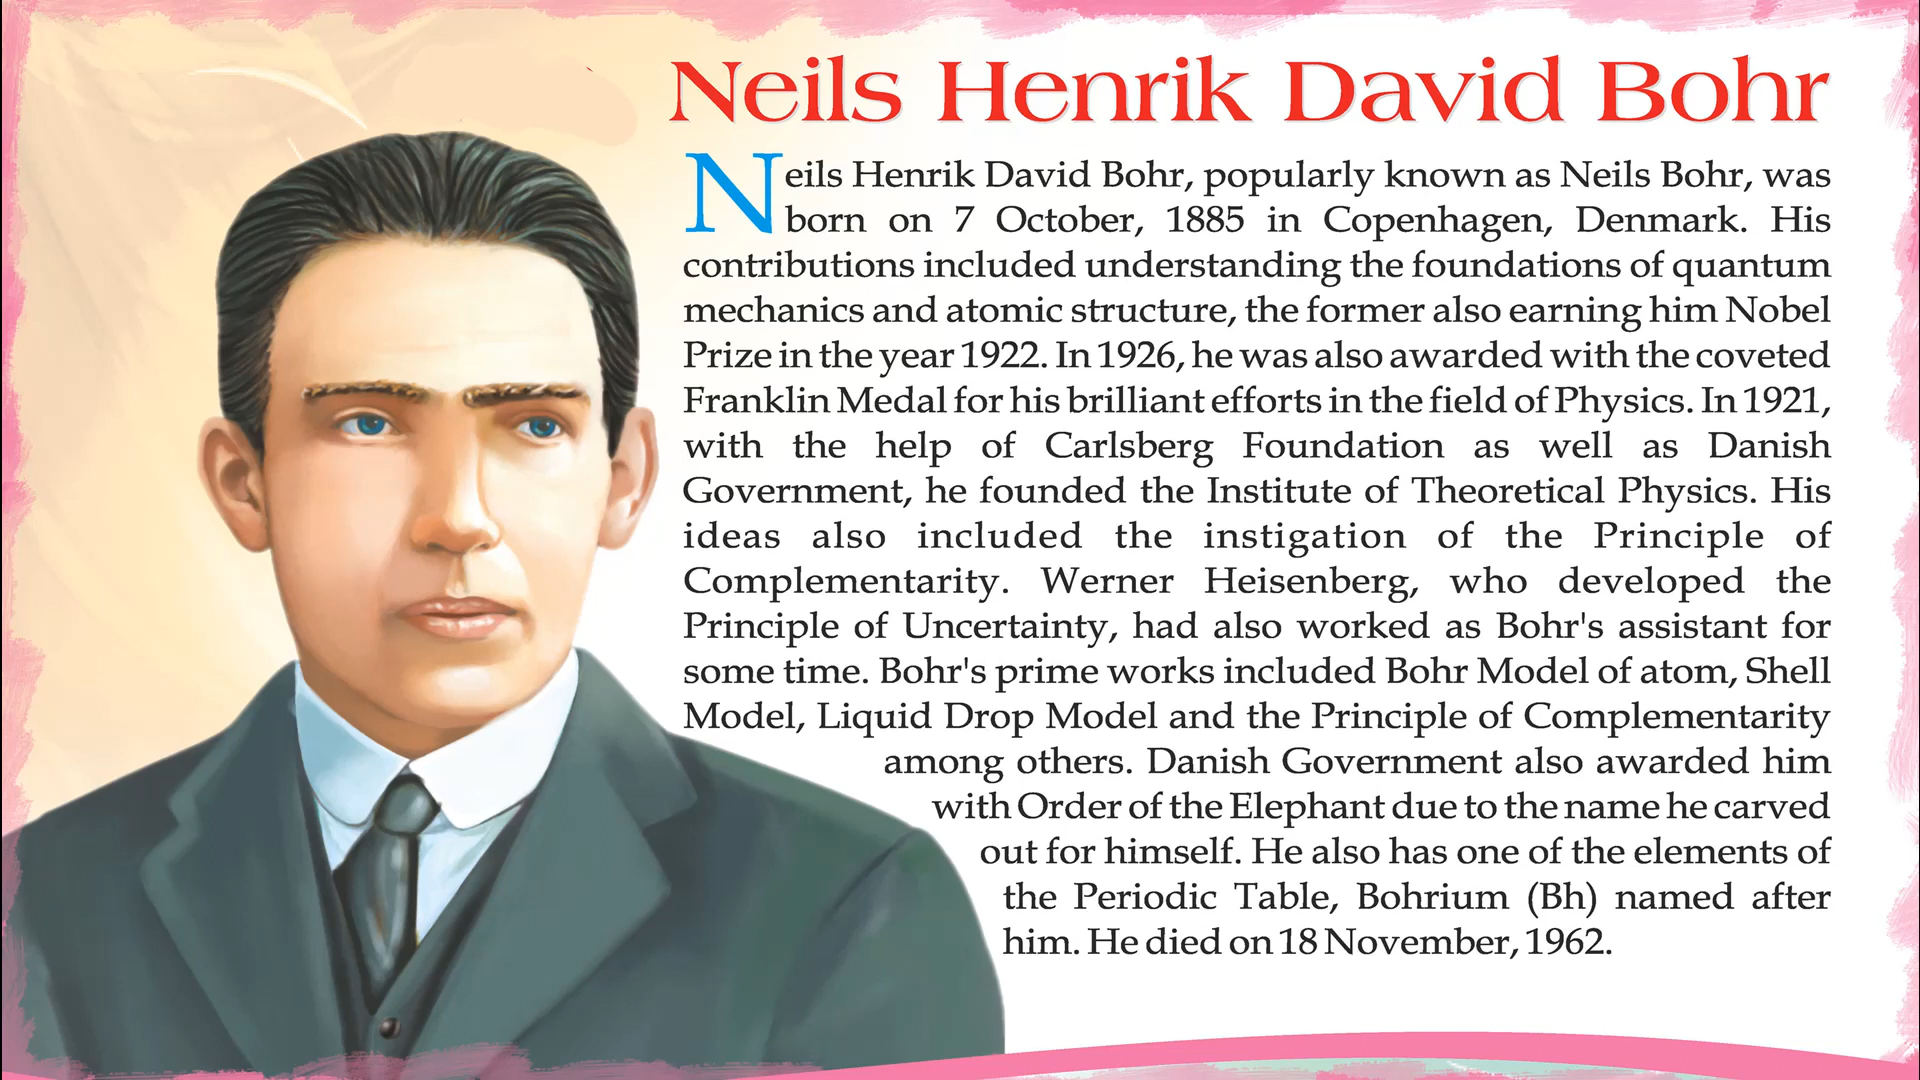 Neils Henrik David Bohr
Neils Henrik David Bohr, popularly known as Neils Bohr, was
born on 7 October, 1885 in Copenhagen, Denmark. His
contributions included understanding the foundations of quantum
mechanics and atomic structure, the former also earning him Nobel
Prize in the year 1922. In 1926, he was also awarded with the coveted
Franklin Medal for his brilliant efforts in the field of Physics. In 1921,
with the help of Carlsberg Foundation as well as Danish
Government, he founded the Institute of Theoretical Physics. His
ideas also included the instigation of the Principle of
Complementarity. Werner Heisenberg, who developed the
Principle of Uncertainty, had also worked as Bohr's assistant for
some time. Bohr's prime works included Bohr Model of atom, Shell
Model, Liquid Drop Model and the Principle of Complementarity
among others. Danish Government also awarded him
with Order of the Elephant due to the name he carved
out for himself. He also has one of the elements of
the Periodic Table, Bohrium (Bh) named after
him. He died on 18 November, 1962.